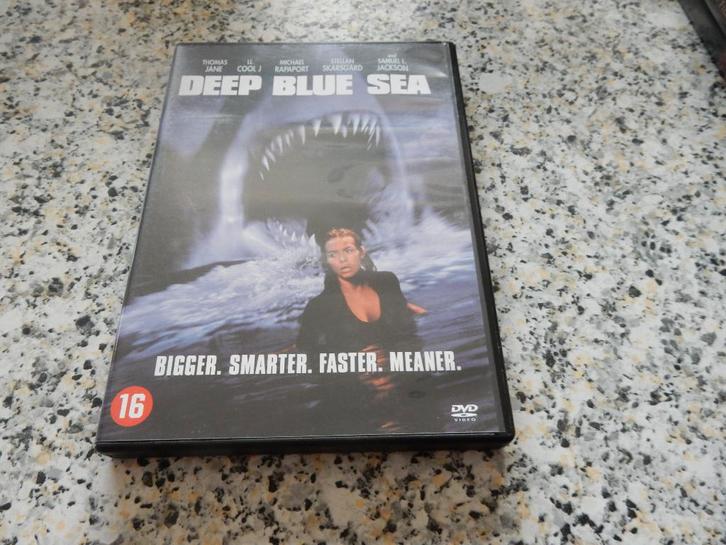 THOMAS JANE LL COOL J MICHAEL RAPAPORT STELLAN SKARSGARD and SAMUEL L. JACKSON
DEEP BLUE SEA
BIGGER. SMARTER. FASTER. MEANER.
16
DVD
VIDEO